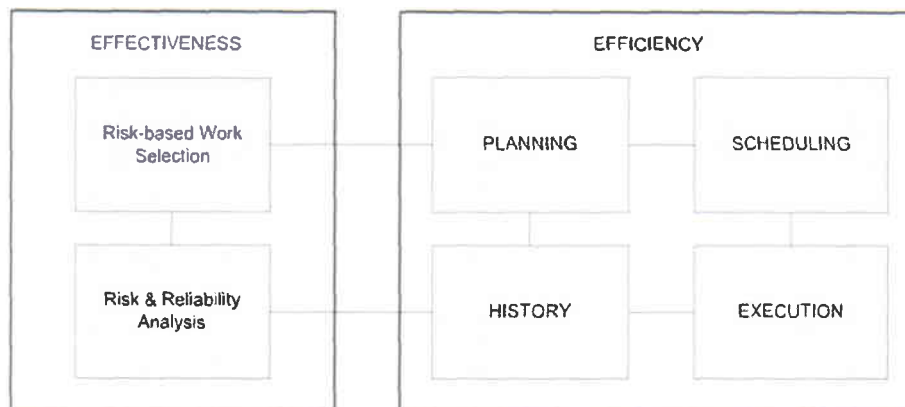 EFFECTIVENESS
Risk-based Work
Selection
Risk & Reliability
Analysis
EFFICIENCY
PLANNING
SCHEDULING
HISTORY
EXECUTION